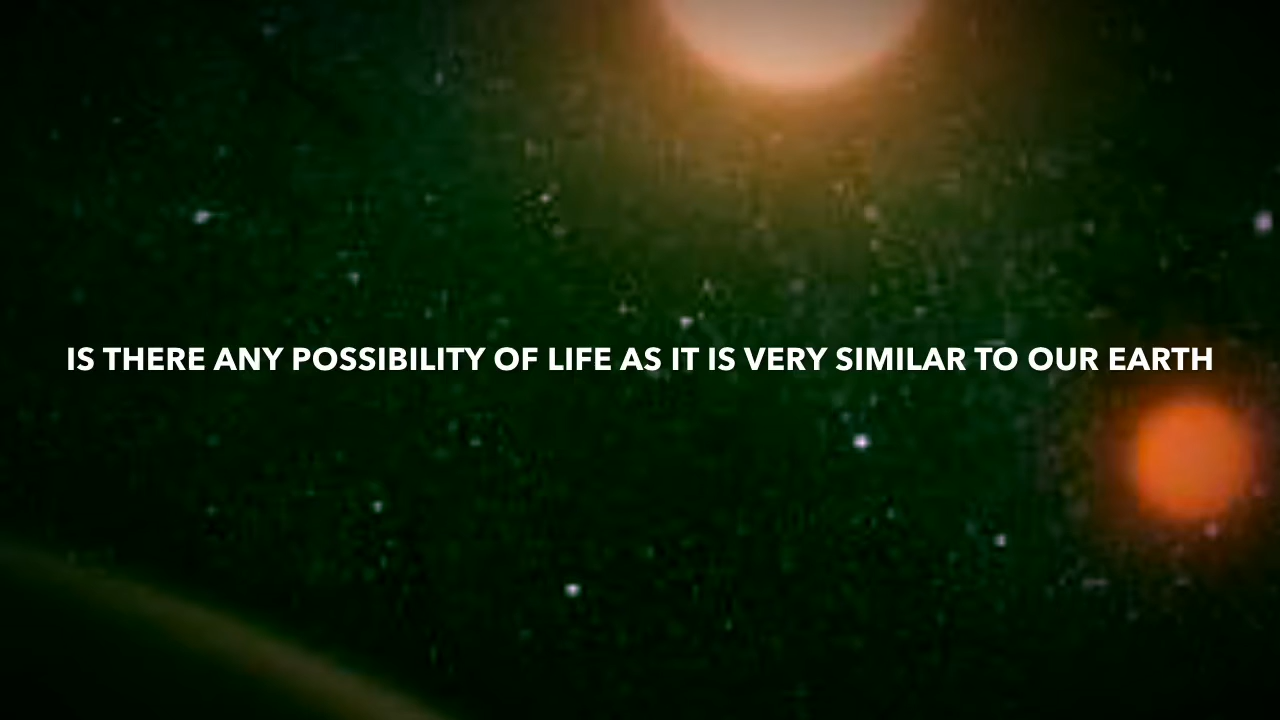 IS THERE ANY POSSIBILITY OF LIFE AS IT IS VERY SIMILAR TO OUR EARTH